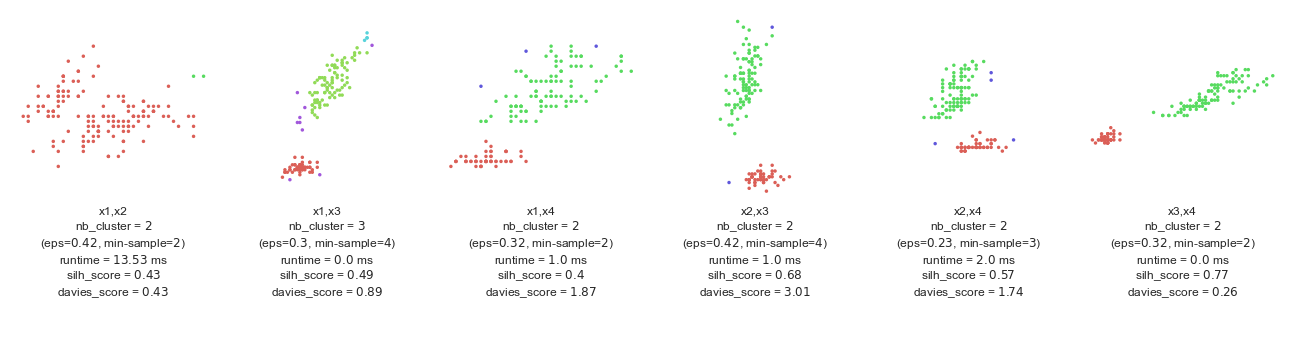 x1,x2
nb_cluster = 2
(eps=0.42, min-sample=2)
runtime = 13.53 ms
silh_score = 0.43
davies_score = 0.43
x1,x3
nb_cluster = 3
(eps=0.3, min-sample=4)
runtime = 0.0 ms
silh_score = 0.49
davies_score = 0.89
x1,x4
nb_cluster = 2
(eps=0.32, min-sample=2)
runtime = 1.0 ms
silh_score = 0.4
davies_score = 1.87
x2,x3
nb_cluster = 2
(eps=0.42, min-sample=4)
runtime = 1.0 ms
silh_score = 0.68
davies_score = 3.01
x2,x4
nb_cluster = 2
(eps=0.23, min-sample=3)
runtime = 2.0 ms
silh_score = 0.57
davies_score = 1.74
x3,x4
nb_cluster = 2
(eps=0.32, min-sample=2)
runtime = 0.0 ms
silh_score = 0.77
davies_score = 0.26